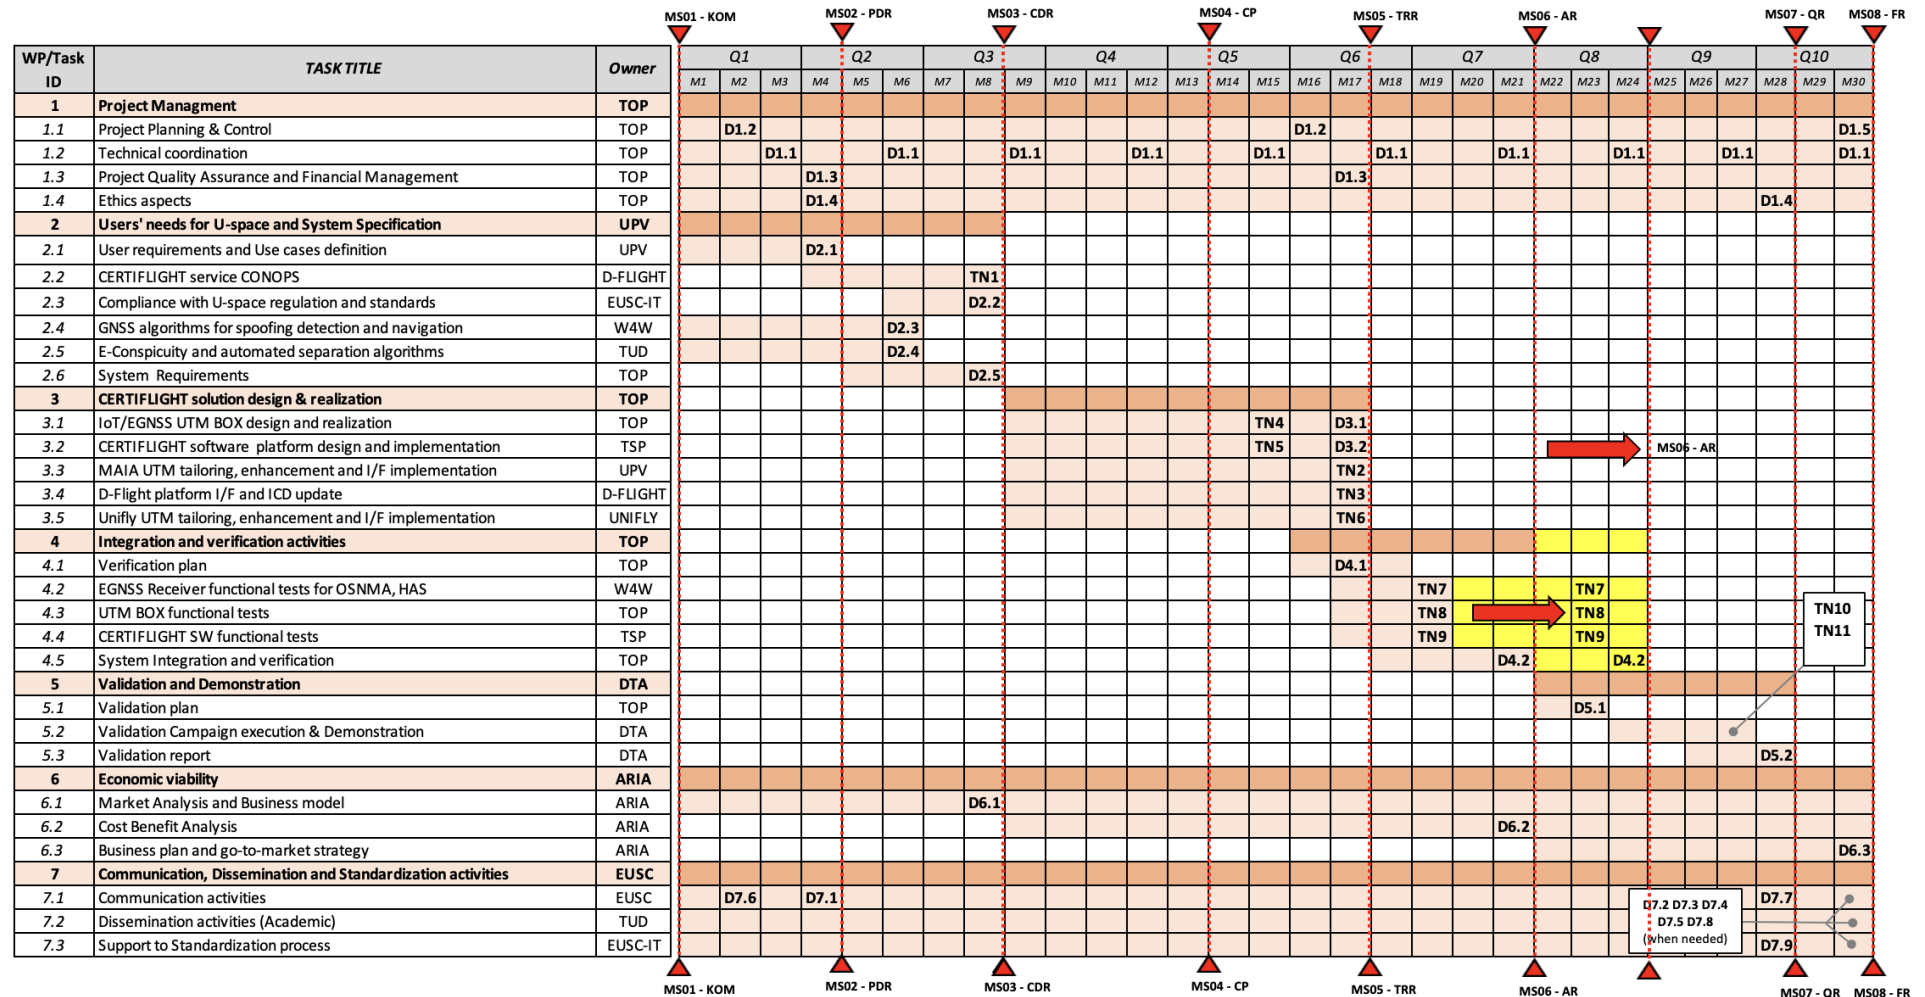 MS01 - KOM MS02 - PDR MS03 - CDR MS04 - CP MS05 - TRR MS06 - AR MS07 - QR MS08 - FR
WP/Task ID TASK TITLE Owner Q1 Q2 Q3 Q4 Q5 Q6 Q7 Q8 Q9 Q10
M1 M2 M3 M4 M5 M6 M7 M8 M9 M10 M11 M12 M13 M14 M15 M16 M17 M18 M19 M20 M21 M22 M23 M24 M25 M26 M27 M28 M29 M30
1 Project Managment TOP
1.1 Project Planning & Control TOP D1.2 D1.2 D1.5
1.2 Technical coordination TOP D1.1 D1.1 D1.1 D1.1 D1.1 D1.1 D1.1 D1.1 D1.1 D1.1
1.3 Project Quality Assurance and Financial Management TOP D1.3 D1.3
1.4 Ethics aspects TOP D1.4 D1.4
2 Users' needs for U-space and System Specification UPV
2.1 User requirements and Use cases definition UPV D2.1
2.2 CERTIFLIGHT service CONOPS D-FLIGHT TN1
2.3 Compliance with U-space regulation and standards EUSC-IT D2.2
2.4 GNSS algorithms for spoofing detection and navigation W4W D2.3
2.5 E-Conspicuity and automated separation algorithms TUD D2.4
2.6 System Requirements TOP D2.5
3 CERTIFLIGHT solution design & realization TOP
3.1 IoT/EGNSS UTM BOX design and realization TOP TN4 D3.1
3.2 CERTIFLIGHT software platform design and implementation TSP TN5 D3.2 MS06 - AR
3.3 MAIA UTM tailoring, enhancement and I/F implementation UPV TN2
3.4 D-Flight platform I/F and ICD update D-FLIGHT TN3
3.5 Unifly UTM tailoring, enhancement and I/F implementation UNIFLY TN6
4 Integration and verification activities TOP
4.1 Verification plan TOP D4.1
4.2 EGNSS Receiver functional tests for OSNMA, HAS W4W TN7 TN7
4.3 UTM BOX functional tests TOP TN8 TN8 TN10
4.4 CERTIFLIGHT SW functional tests TSP TN9 TN9 TN11
4.5 System Integration and verification TOP D4.2 D4.2
5 Validation and Demonstration DTA
5.1 Validation plan TOP D5.1
5.2 Validation Campaign execution & Demonstration DTA
5.3 Validation report DTA D5.2
6 Economic viability ARIA
6.1 Market Analysis and Business model ARIA D6.1
6.2 Cost Benefit Analysis ARIA D6.2
6.3 Business plan and go-to-market strategy ARIA D6.3
7 Communication, Dissemination and Standardization activities EUSC
7.1 Communication activities EUSC D7.6 D7.1 D7.2 D7.3 D7.4 D7.7
7.2 Dissemination activities (Academic) TUD D7.5 D7.8
7.3 Support to Standardization process EUSC-IT (when needed) D7.9
MS01 - KOM MS02 - PDR MS03 - CDR MS04 - CP MS05 - TRR MS06 - AR MS07 - QR MS08 - FR